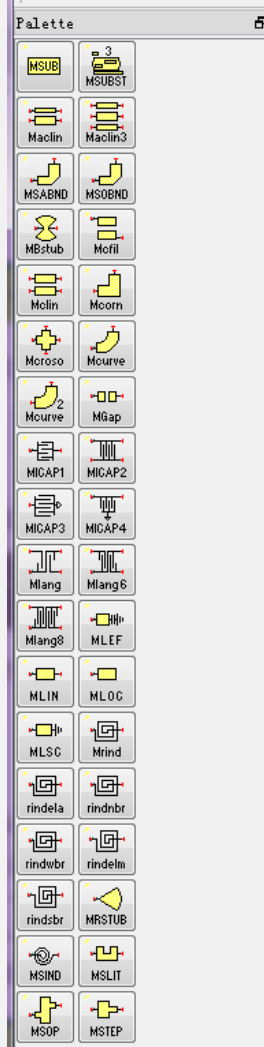 Palette
MSUB
3
MSUBST
Maclin
Maclin3
MSABND
MSOBND
MBstub
Mcfil
Mclin
Mcorn
Mcroso
Mcurve
2
Mcurve
MGap
MICAP1
MICAP2
MICAP3
MICAP4
Mlang
Mlang6
Mlang8
MLEF
MLIN
MLOC
MLSC
Mrind
rindela
rindnbr
rindwbr
rindelm
rindsbr
MRSTUB
MSIND
MSLIT
MSOP
MSTEP